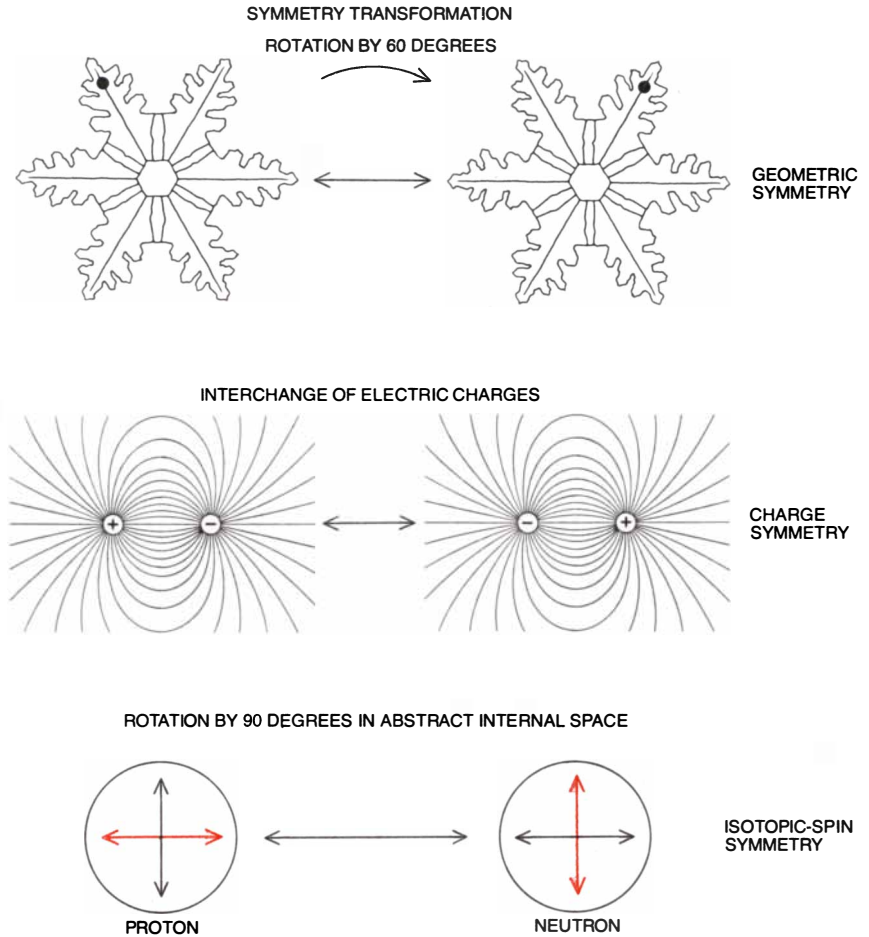 SYMMETRY TRANSFORMATION
ROTATION BY 60 DEGREES
GEOMETRIC
SYMMETRY
INTERCHANGE OF ELECTRIC CHARGES
+
−
−
+
CHARGE
SYMMETRY
ROTATION BY 90 DEGREES IN ABSTRACT INTERNAL SPACE
ISOTOPIC-SPIN
SYMMETRY
PROTON
NEUTRON